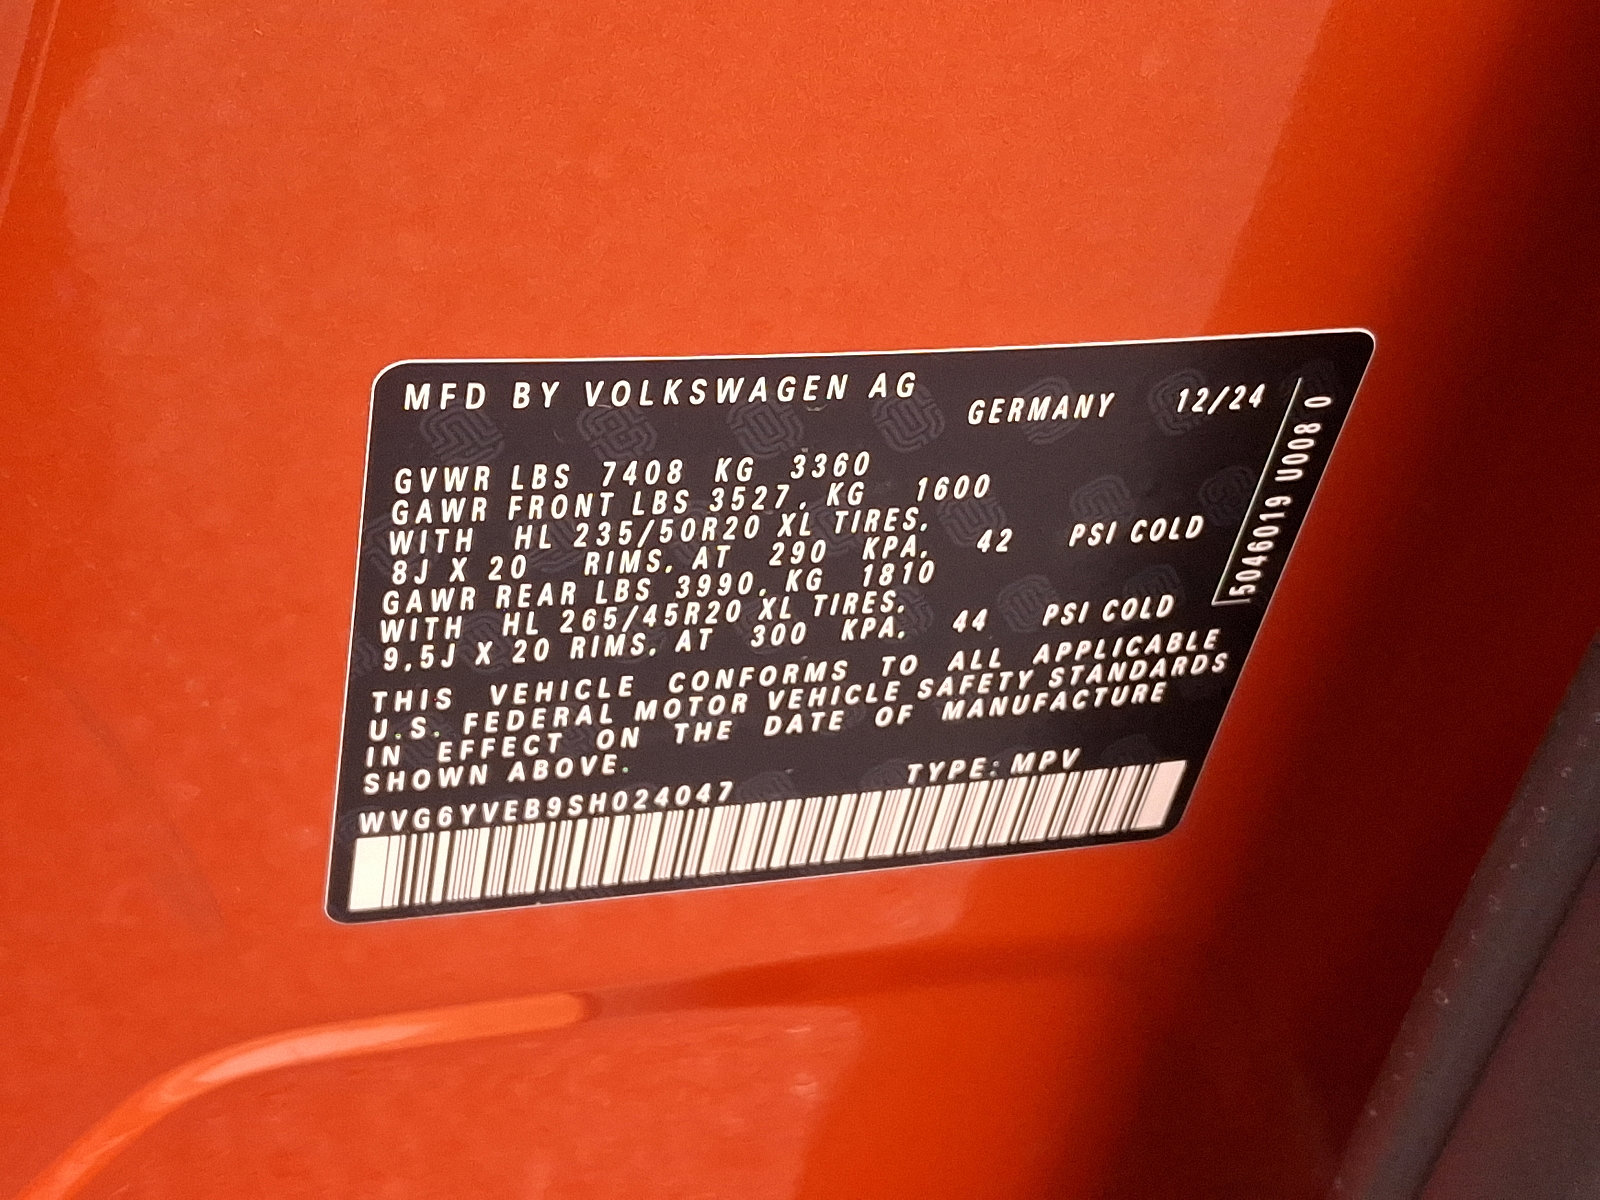 MFD BY VOLKSWAGEN AG GERMANY 12/24
GVWR LBS 7408 KG 3360
GAWR FRONT LBS 3527. KG 1600
WITH HL 235/50R20 XL TIRES.
8J X 20 RIMS. AT 290 KPA. 42 PSI COLD
GAWR REAR LBS 3990. KG 1810
WITH HL 265/45R20 XL TIRES.
9.5J X 20 RIMS. AT 300 KPA. 44 PSI COLD
THIS VEHICLE CONFORMS TO ALL APPLICABLE
U.S. FEDERAL MOTOR VEHICLE SAFETY STANDARDS
IN EFFECT ON THE DATE OF MANUFACTURE
SHOWN ABOVE.
WVG6YVEB9SH024047 TYPE: MPV
5046019 U008 0